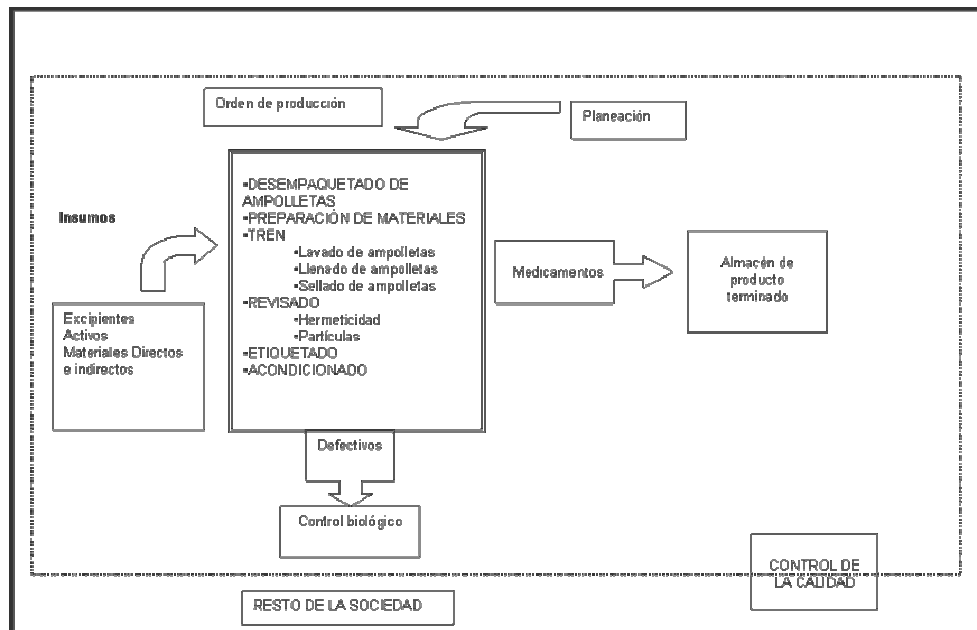 Orden de producción
Planeación
▪DESEMPAQUETADO DE
AMPOLLETAS
▪PREPARACIÓN DE MATERIALES
▪TREN
▪Lavado de ampolletas
▪Llenado de ampolletas
▪Sellado de ampolletas
▪REVISADO
▪Hermeticidad
▪Partículas
▪ETIQUETADO
▪ACONDICIONADO
Insumos
Excipientes
Activos
Materiales Directos
e indirectos
Medicamentos
Almacén de
producto
terminado
Defectivos
Control biológico
CONTROL DE
LA CALIDAD
RESTO DE LA SOCIEDAD